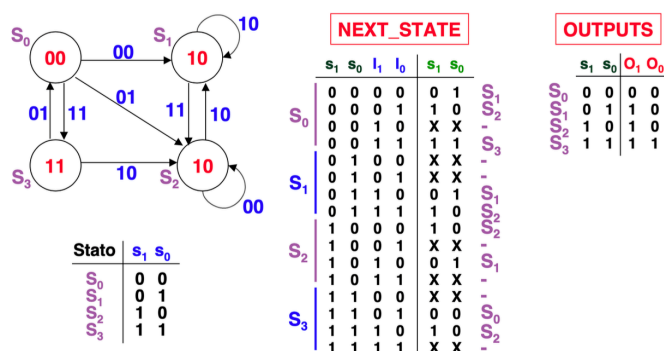 S0 S1 10
00 00 10
01 11 01 11 10
S3 11 10 S2 10
00
Stato s1 s0
S0 0 0
S1 0 1
S2 1 0
S3 1 1
NEXT_STATE
s1 s0 I1 I0 s1 s0
S0
0 0 0 0 0 1 S1
0 0 0 1 1 0 S2
0 0 1 0 X X -
0 0 1 1 1 1 S3
S1
0 1 0 0 X X -
0 1 0 1 X X -
0 1 1 0 0 1 S1
0 1 1 1 1 0 S2
S2
1 0 0 0 1 0 S2
1 0 0 1 X X -
1 0 1 0 0 1 S1
1 0 1 1 X X -
S3
1 1 0 0 X X -
1 1 0 1 0 0 S0
1 1 1 0 1 0 S2
1 1 1 1 X X -
OUTPUTS
s1 s0 O1 O0
S0 0 0 0 0
S1 0 1 1 0
S2 1 0 1 0
S3 1 1 1 1